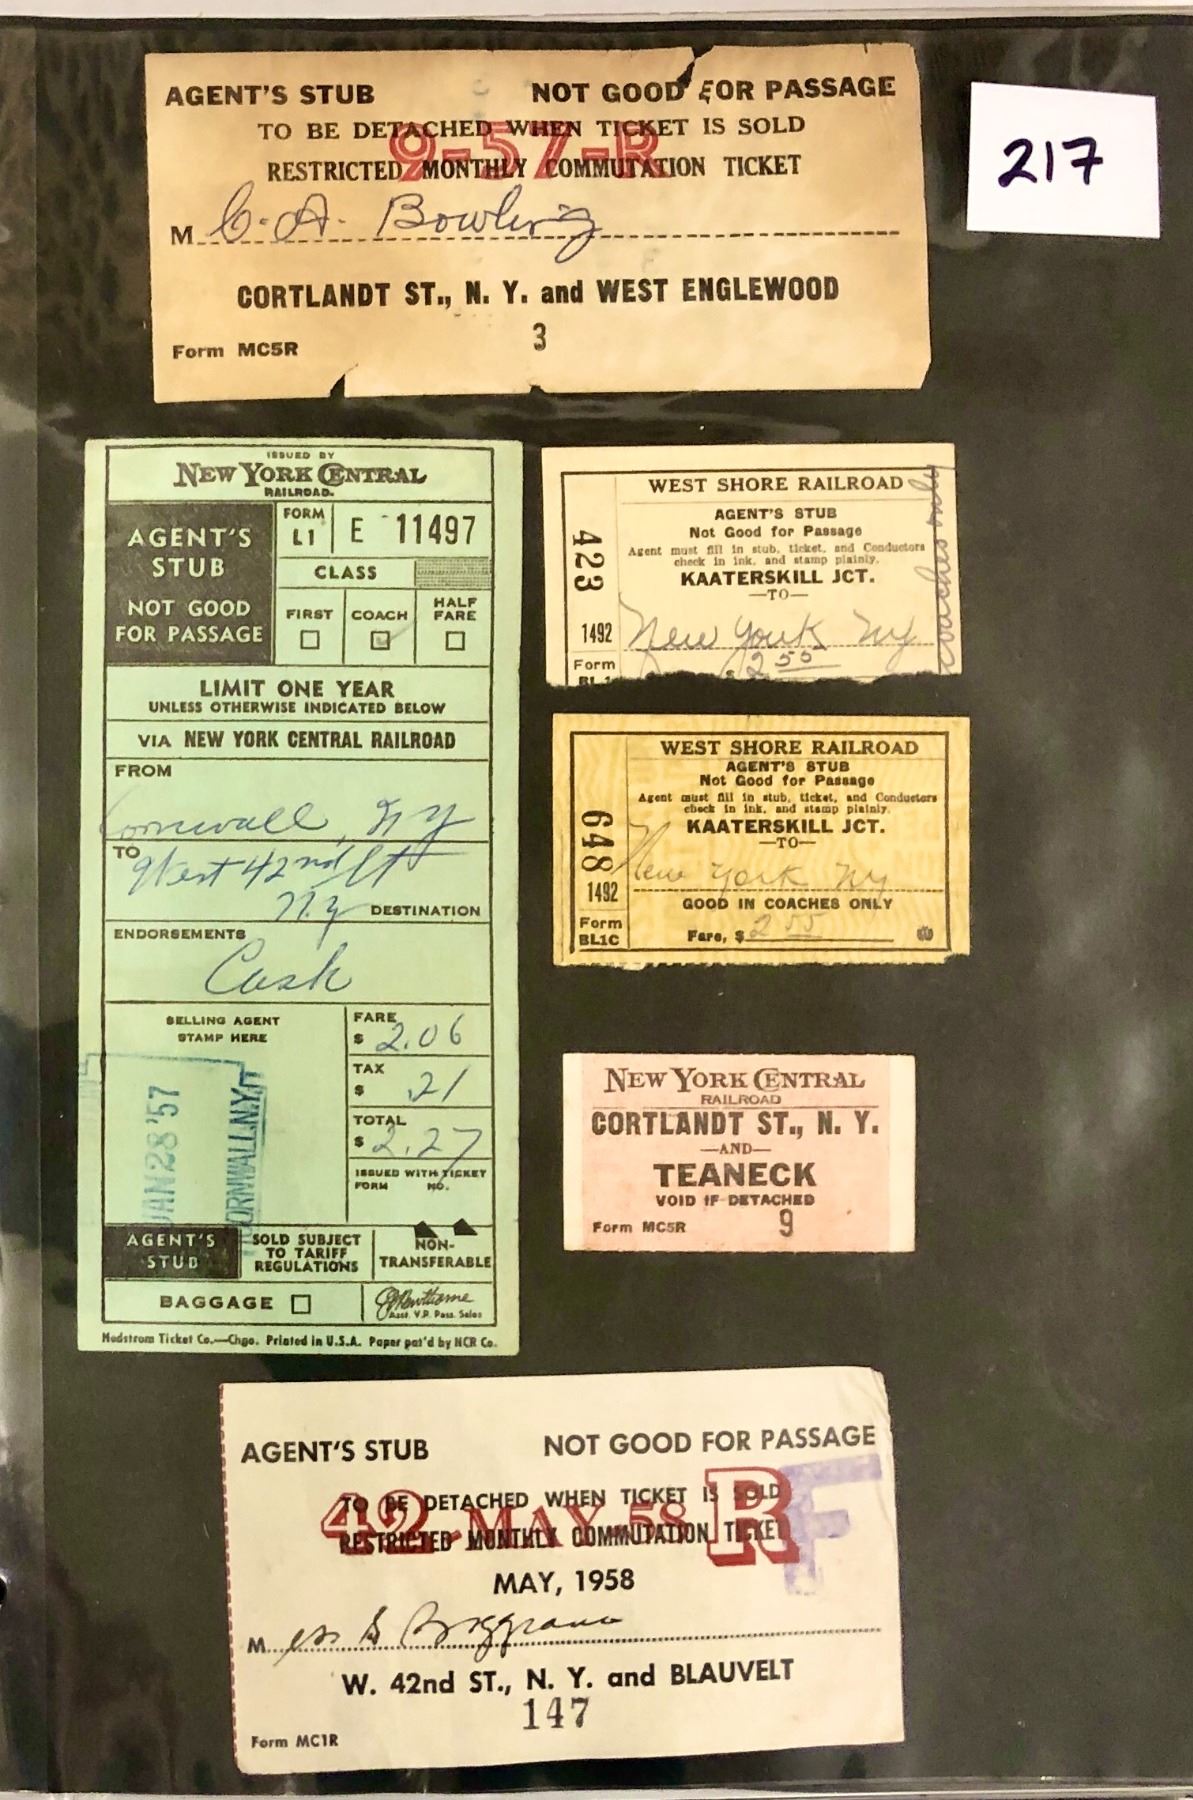 AGENT'S STUB NOT GOOD FOR PASSAGE
TO BE DETACHED WHEN TICKET IS SOLD
9-57-R
RESTRICTED MONTHLY COMMUTATION TICKET
M C. A. Bowling
CORTLANDT ST., N. Y. and WEST ENGLEWOOD
3
Form MC5R
217
ISSUED BY
NEW YORK CENTRAL
RAILROAD.
AGENT'S
STUB
NOT GOOD
FOR PASSAGE
FORM
L1 E 11497
CLASS
FIRST COACH HALF FARE
LIMIT ONE YEAR
UNLESS OTHERWISE INDICATED BELOW
VIA NEW YORK CENTRAL RAILROAD
FROM
Cornwall, N Y
TO
West 42nd St
N.Y. DESTINATION
ENDORSEMENTS
Cash
SELLING AGENT
STAMP HERE
FARE
$ 2.06
TAX
$ .21
TOTAL
$ 2.27
ISSUED WITH TICKET
FORM NO.
JAN 28 '57
CORNWALL, N.Y.
AGENT'S
STUB
SOLD SUBJECT
TO TARIFF
REGULATIONS
NON-
TRANSFERABLE
BAGGAGE
Asst. V.P. Pass. Sales
Hedstrom Ticket Co.—Chgo. Printed in U.S.A. Paper pat'd by NCR Co.
WEST SHORE RAILROAD
AGENT'S STUB
Not Good for Passage
Agent must fill in stub, ticket, and Conductors
check in ink, and stamp plainly.
KAATERSKILL JCT.
—TO—
New York NY
$ 2 55
423
1492
Form
BL1
Coaches only
WEST SHORE RAILROAD
AGENT'S STUB
Not Good for Passage
Agent must fill in stub, ticket, and Conductors
check in ink, and stamp plainly.
KAATERSKILL JCT.
—TO—
New York NY
GOOD IN COACHES ONLY
Fare, $ 2 55
648
1492
Form
BL1C
NEW YORK CENTRAL
RAILROAD
CORTLANDT ST., N. Y.
—AND—
TEANECK
VOID IF DETACHED
Form MC5R 9
AGENT'S STUB NOT GOOD FOR PASSAGE
TO BE DETACHED WHEN TICKET IS SOLD
42-MAY 58 R F
RESTRICTED MONTHLY COMMUTATION TICKET
MAY, 1958
M
W. 42nd ST., N. Y. and BLAUVELT
147
Form MC1R